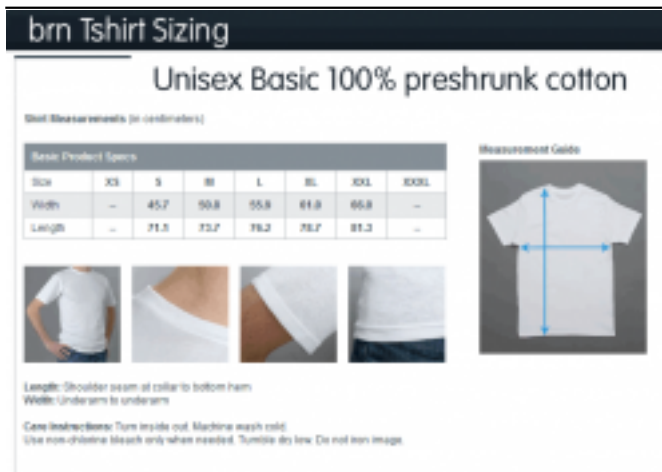 brn Tshirt Sizing
Unisex Basic 100% preshrunk cotton
Shirt Measurements (in centimeters)
Measurement Guide
Basic Product Specs
Size XS S M L XL XXL XXXL
Width -- 45.7 50.8 55.9 61.0 66.0 --
Length -- 71.1 73.7 76.2 78.7 81.3 --
Length: Shoulder seam at collar to bottom hem
Width: Underarm to underarm
Care Instructions: Turn inside out. Machine wash cold.
Use non-chlorine bleach only when needed. Tumble dry low. Do not iron image.